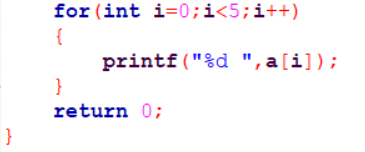 for(int i=0;i<5;i++)
{
printf("%d ",a[i]);
}
return 0;
}